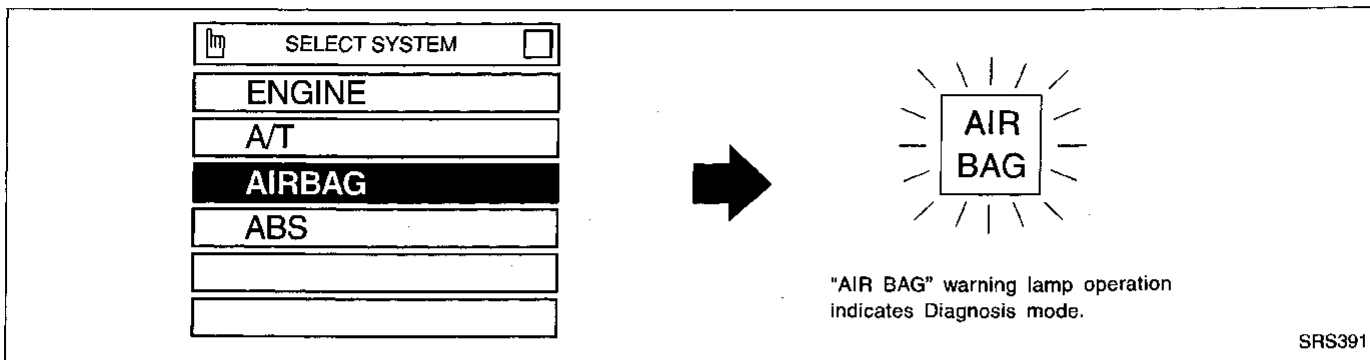 SELECT SYSTEM
ENGINE
A/T
AIRBAG
ABS
AIR
BAG
"AIR BAG" warning lamp operation
indicates Diagnosis mode.
SRS391